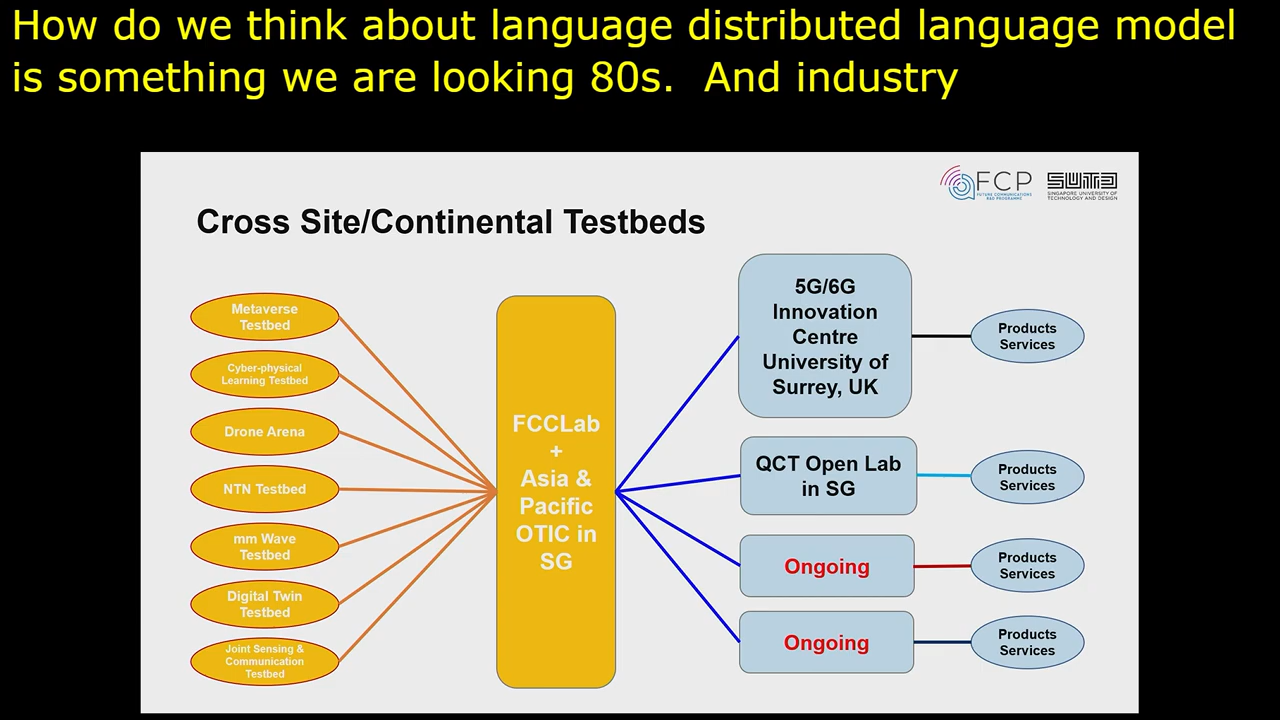 How do we think about language distributed language model
is something we are looking 80s.  And industry
FCP
FUTURE COMMUNICATIONS
R&D PROGRAMME
SUTD
SINGAPORE UNIVERSITY OF
TECHNOLOGY AND DESIGN
Cross Site/Continental Testbeds
Metaverse
Testbed
Cyber-physical
Learning Testbed
Drone Arena
NTN Testbed
mm Wave
Testbed
Digital Twin
Testbed
Joint Sensing &
Communication
Testbed
FCCLab
+
Asia &
Pacific
OTIC in
SG
5G/6G
Innovation
Centre
University of
Surrey, UK
Products
Services
QCT Open Lab
in SG
Products
Services
Ongoing
Products
Services
Ongoing
Products
Services